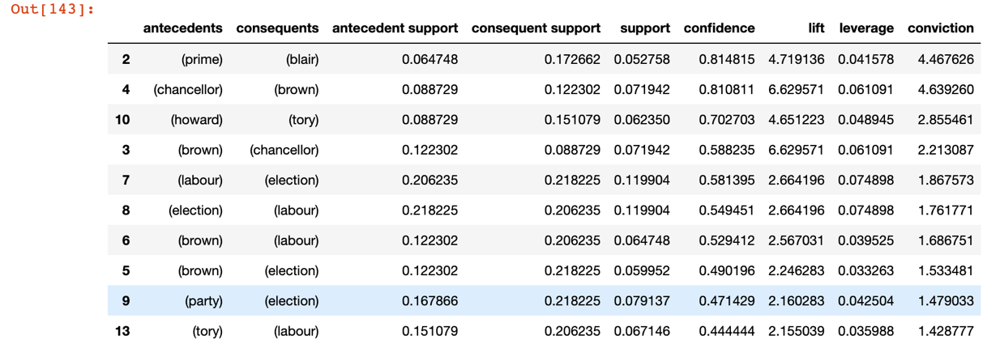 Out[143]:
antecedents consequents antecedent support consequent support support confidence lift leverage conviction
2 (prime) (blair) 0.064748 0.172662 0.052758 0.814815 4.719136 0.041578 4.467626
4 (chancellor) (brown) 0.088729 0.122302 0.071942 0.810811 6.629571 0.061091 4.639260
10 (howard) (tory) 0.088729 0.151079 0.062350 0.702703 4.651223 0.048945 2.855461
3 (brown) (chancellor) 0.122302 0.088729 0.071942 0.588235 6.629571 0.061091 2.213087
7 (labour) (election) 0.206235 0.218225 0.119904 0.581395 2.664196 0.074898 1.867573
8 (election) (labour) 0.218225 0.206235 0.119904 0.549451 2.664196 0.074898 1.761771
6 (brown) (labour) 0.122302 0.206235 0.064748 0.529412 2.567031 0.039525 1.686751
5 (brown) (election) 0.122302 0.218225 0.059952 0.490196 2.246283 0.033263 1.533481
9 (party) (election) 0.167866 0.218225 0.079137 0.471429 2.160283 0.042504 1.479033
13 (tory) (labour) 0.151079 0.206235 0.067146 0.444444 2.155039 0.035988 1.428777